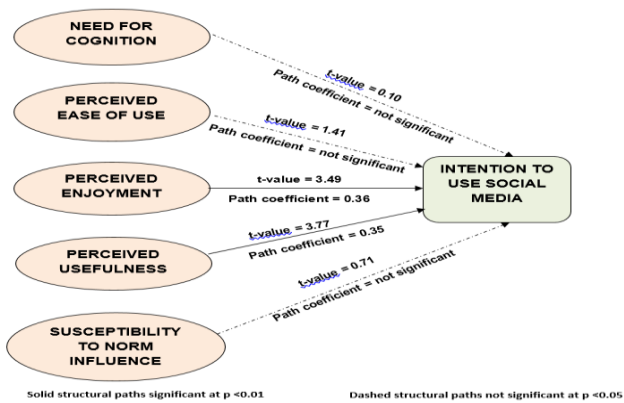 NEED FOR
COGNITION
t-value = 0.10
Path coefficient = not significant
PERCEIVED
EASE OF USE
t-value = 1.41
Path coefficient = not significant
PERCEIVED
ENJOYMENT
t-value = 3.49
Path coefficient = 0.36
INTENTION TO
USE SOCIAL
MEDIA
PERCEIVED
USEFULNESS
t-value = 3.77
Path coefficient = 0.35
SUSCEPTIBILITY
TO NORM
INFLUENCE
t-value = 0.71
Path coefficient = not significant
Solid structural paths significant at p <0.01
Dashed structural paths not significant at p <0.05